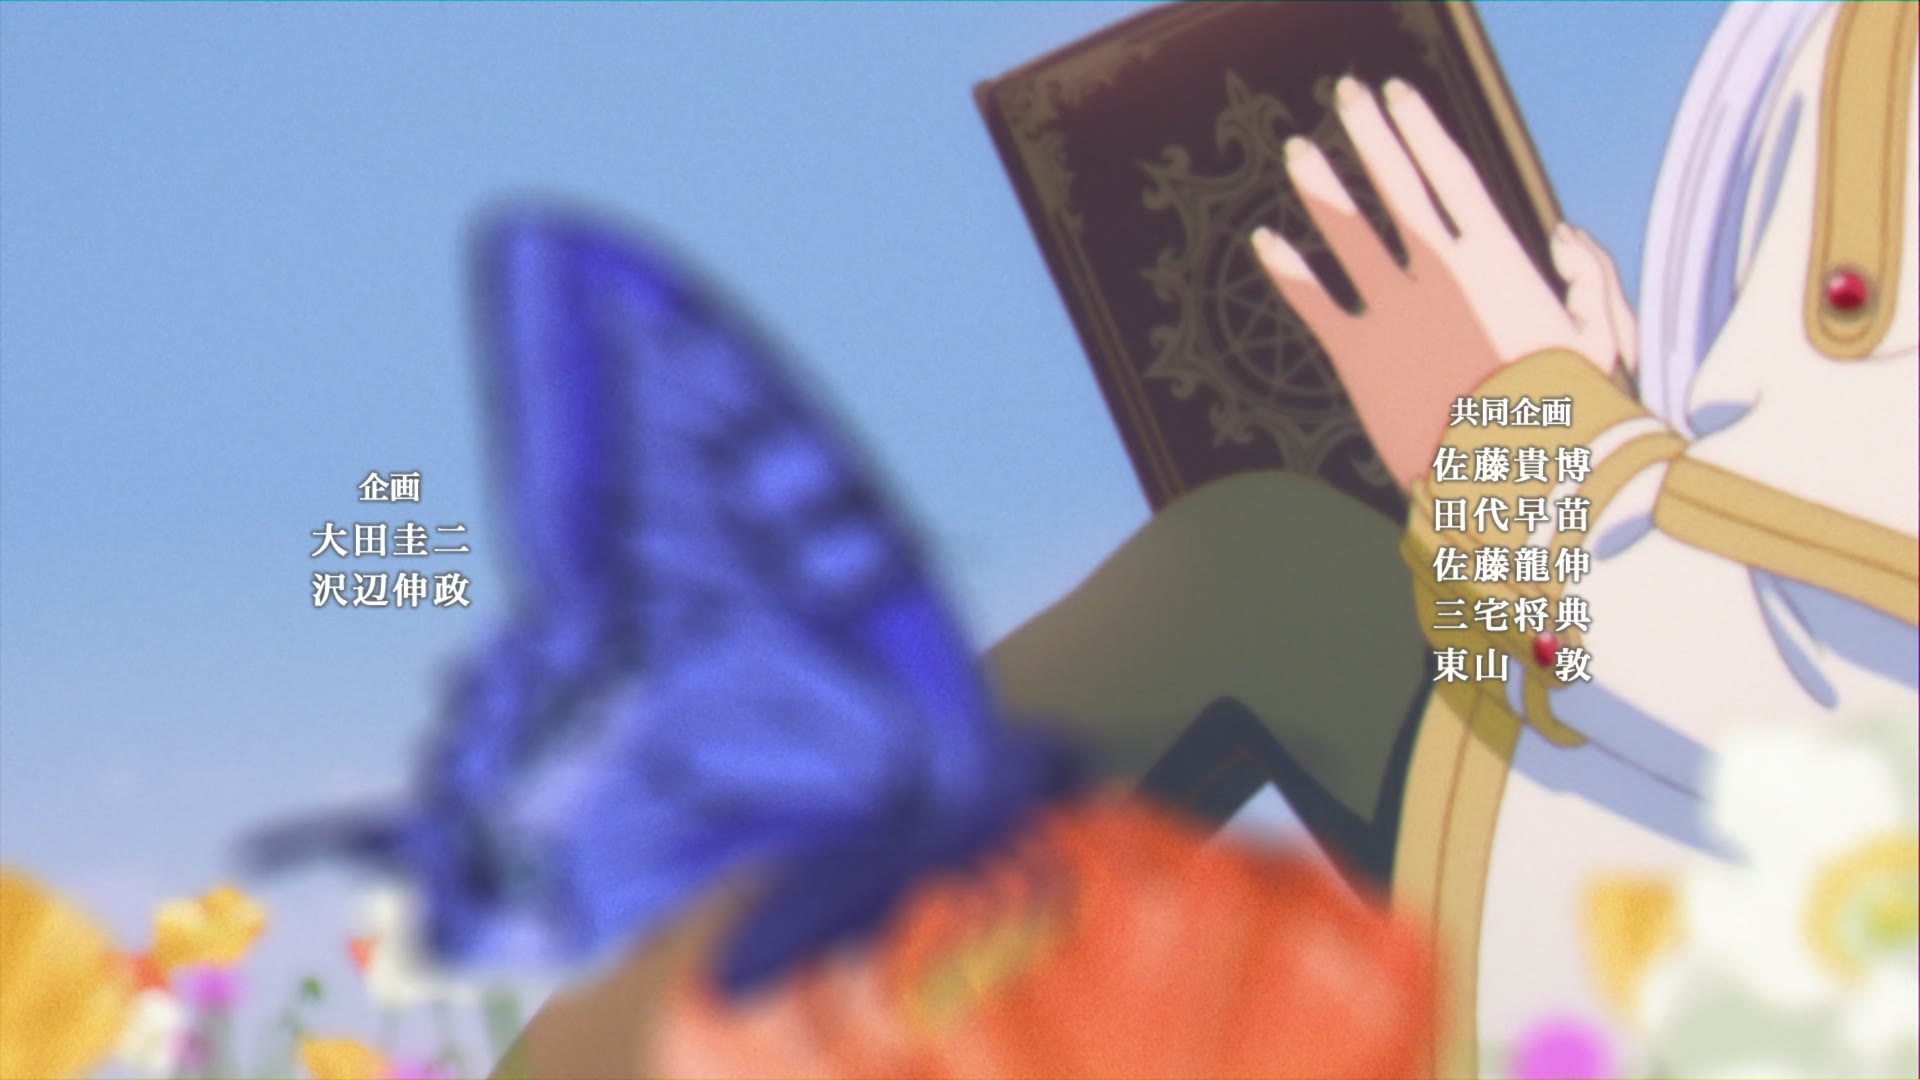 企画
大田圭二
沢辺伸政
共同企画
佐藤貴博
田代早苗
佐藤龍伸
三宅将典
東山　敦